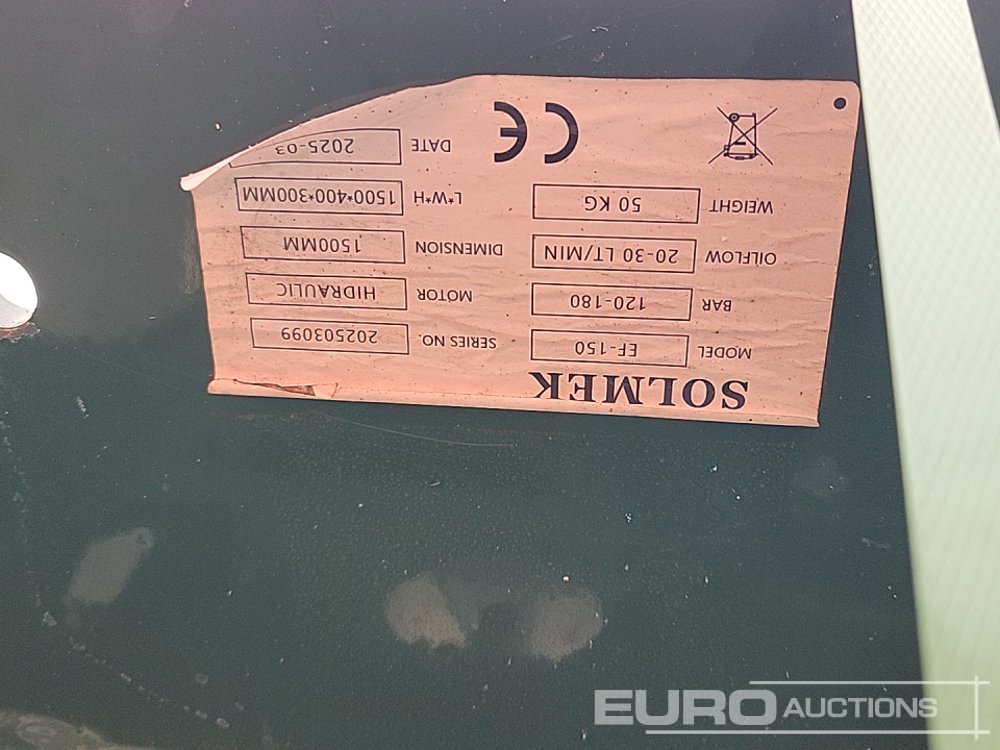 SOLMEK
MODEL EF-150 SERIES NO. 202503099
BAR 120-180 MOTOR HIDRAULIC
OILFLOW 20-30 LT/MIN DIMENSION 1500MM
WEIGHT 50 KG L*W*H 1500*400*300MM
CE DATE 2025-03
EURO AUCTIONS